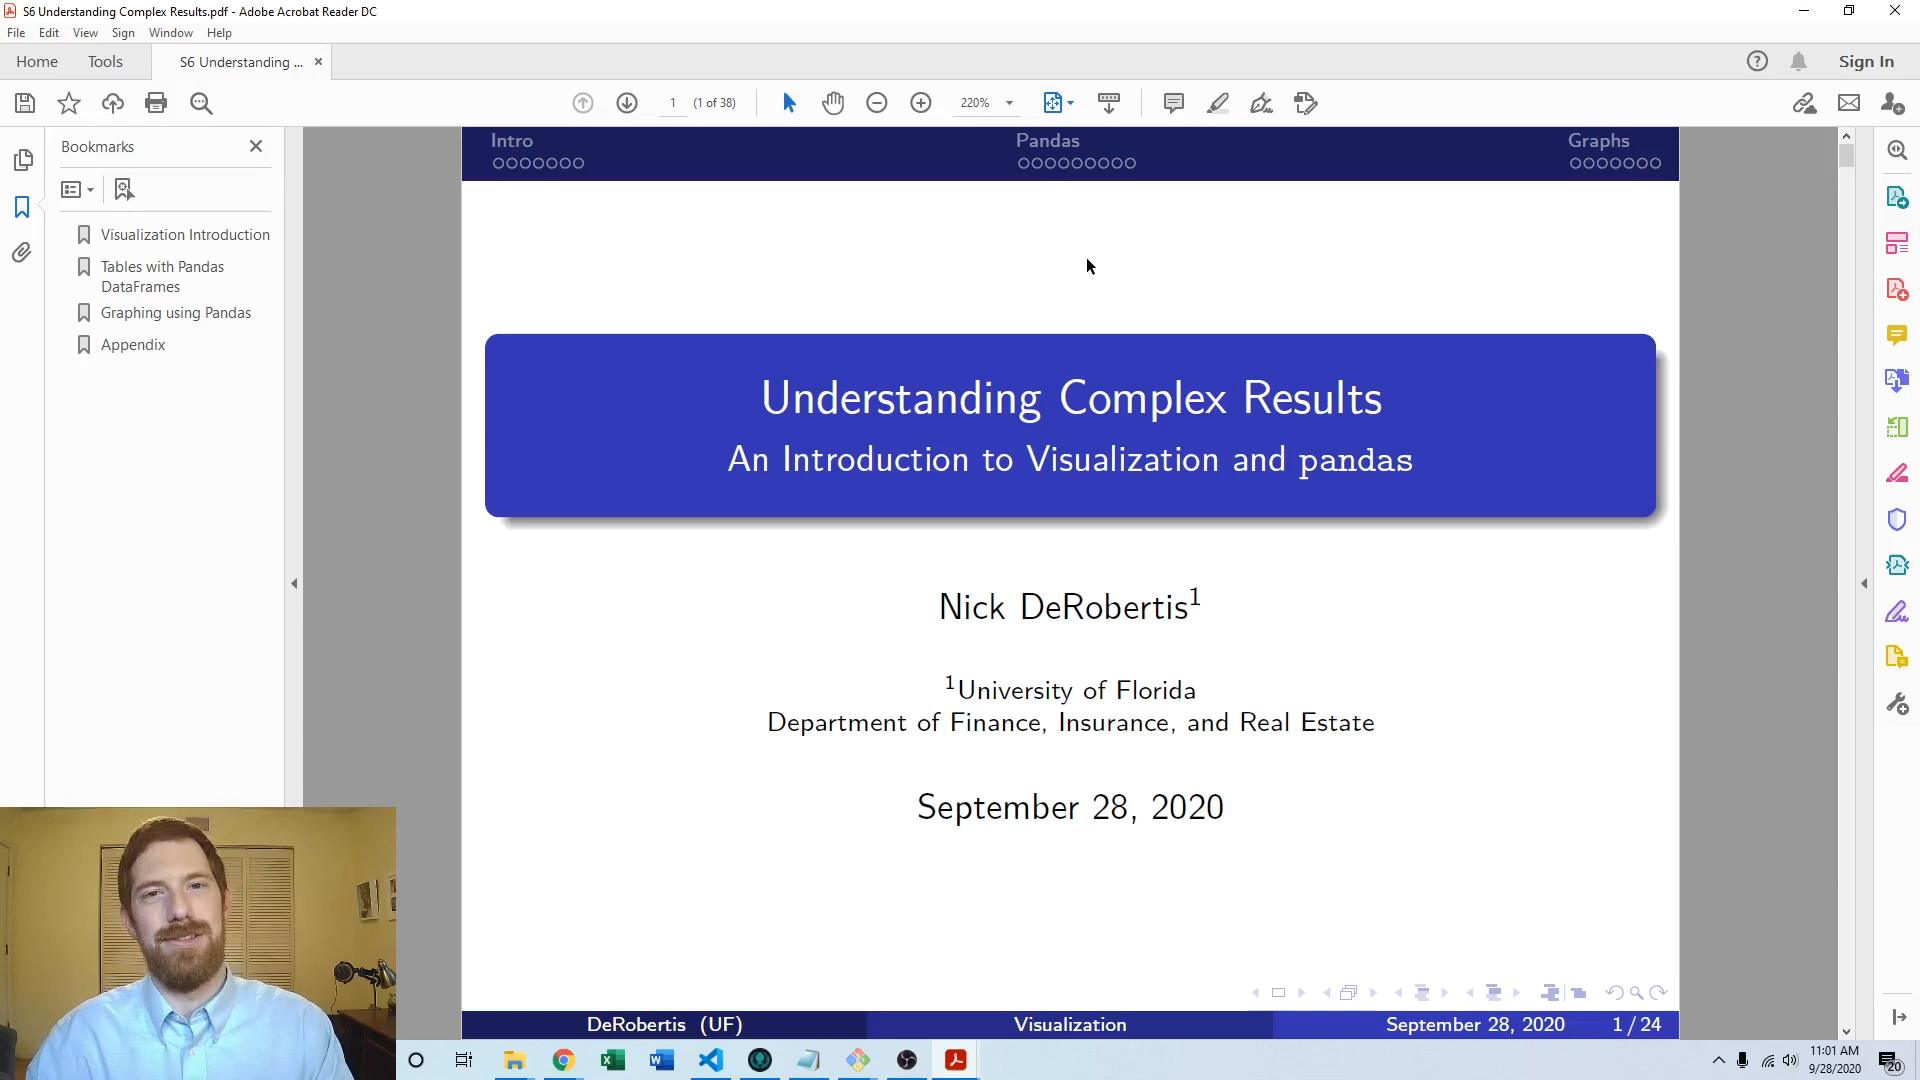 S6 Understanding Complex Results.pdf - Adobe Acrobat Reader DC
File Edit View Sign Window Help
Home Tools S6 Understanding ... Sign In
1 (1 of 38) 220%
Bookmarks
Visualization Introduction
Tables with Pandas
DataFrames
Graphing using Pandas
Appendix
Intro Pandas Graphs
Understanding Complex Results
An Introduction to Visualization and pandas
Nick DeRobertis1
1University of Florida
Department of Finance, Insurance, and Real Estate
September 28, 2020
DeRobertis (UF) Visualization September 28, 2020 1 / 24
11:01 AM
9/28/2020
20